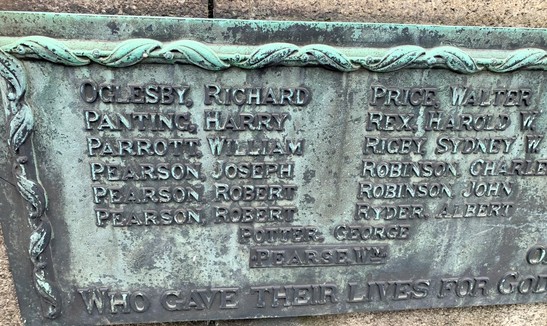 Oglesby, Richard
Panting, Harry
Parrott, William
Pearson, Joseph
Pearson, Robert
Pearson, Robert
Price, Walter
Rex, Harold W.
Rigby, Sydney W.
Robinson, Charle
Robinson, John
Ryder, Albert
Potter, George
Pearse Wm
Who gave their lives for God